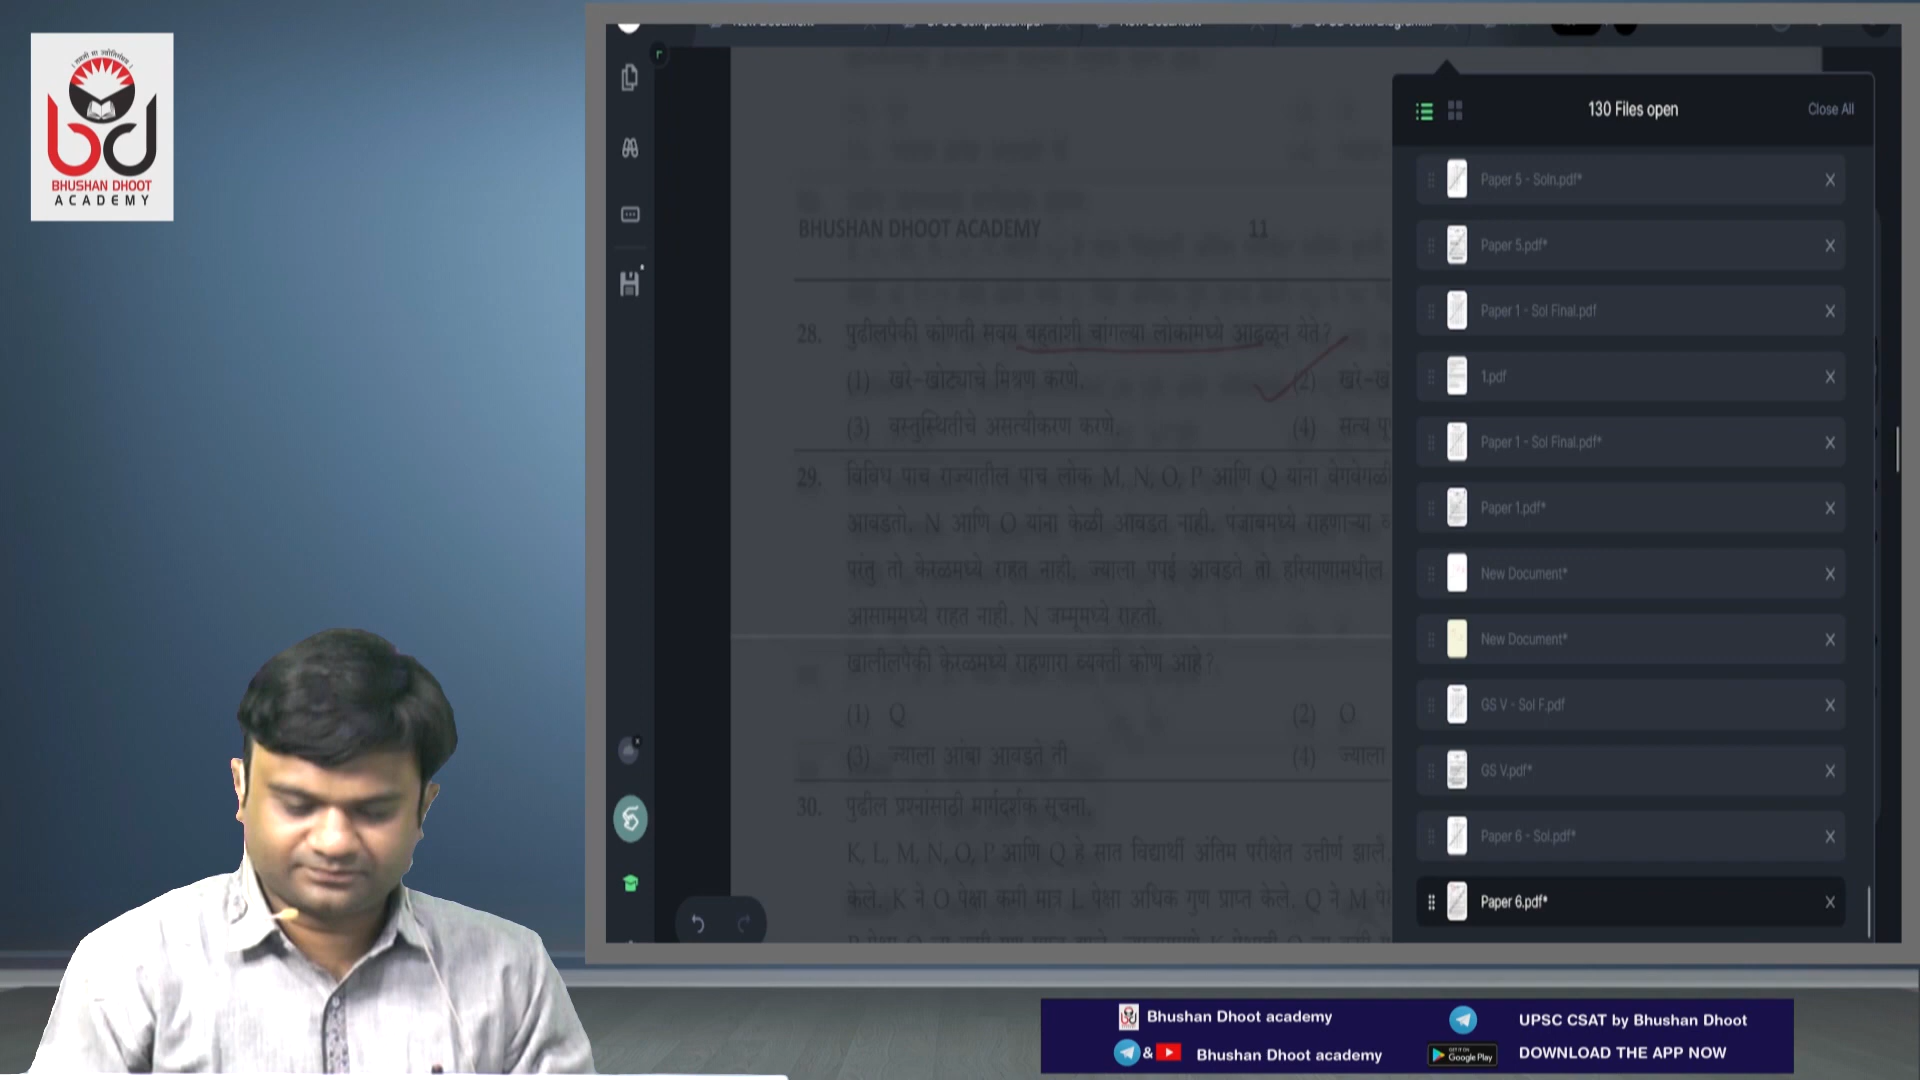 BHUSHAN DHOOT
ACADEMY
130 Files open
Close All
Paper 5 - Soln.pdf*
Paper 5.pdf*
Paper 1 - Sol Final.pdf
1.pdf
Paper 1 - Sol Final.pdf*
Paper 1.pdf*
New Document*
New Document*
GS V - Sol F.pdf
GS V.pdf*
Paper 6 - Sol.pdf*
Paper 6.pdf*
BHUSHAN DHOOT ACADEMY 11
28. पुढीलपैकी कोणती सवय बहुतांशी चांगल्या लोकांमध्ये आढळून येते?
(1) खरे-खोट्याचे मिश्रण करणे. (2) खरे-
(3) वस्तुस्थितीचे असत्यीकरण करणे. (4) सत्य
29. विविध पाच राज्यातील पाच लोक M, N, O, P आणि Q यांना वेगवेगळी
आवडतो. N आणि O यांना केळी आवडत नाही. पंजाबमध्ये राहणाऱ्या
परंतु तो केरळमध्ये राहत नाही. ज्याला पपई आवडते तो हरियाणामधील
आसाममध्ये राहत नाही. N जम्मूमध्ये राहतो.
खालीलपैकी केरळमध्ये राहणारा व्यक्ती कोण आहे?
(1) Q (2) O
(3) ज्याला आंबा आवडते तो (4) ज्याला
30. पुढील प्रश्नांसाठी मार्गदर्शक सूचना.
K, L, M, N, O, P आणि Q हे सात विद्यार्थी अंतिम परीक्षेत उत्तीर्ण झाले.
केले. K ने O पेक्षा कमी मात्र L पेक्षा अधिक गुण प्राप्त केले. Q ने M
Bhushan Dhoot academy
& Bhushan Dhoot academy
UPSC CSAT by Bhushan Dhoot
GET IT ON Google Play
DOWNLOAD THE APP NOW